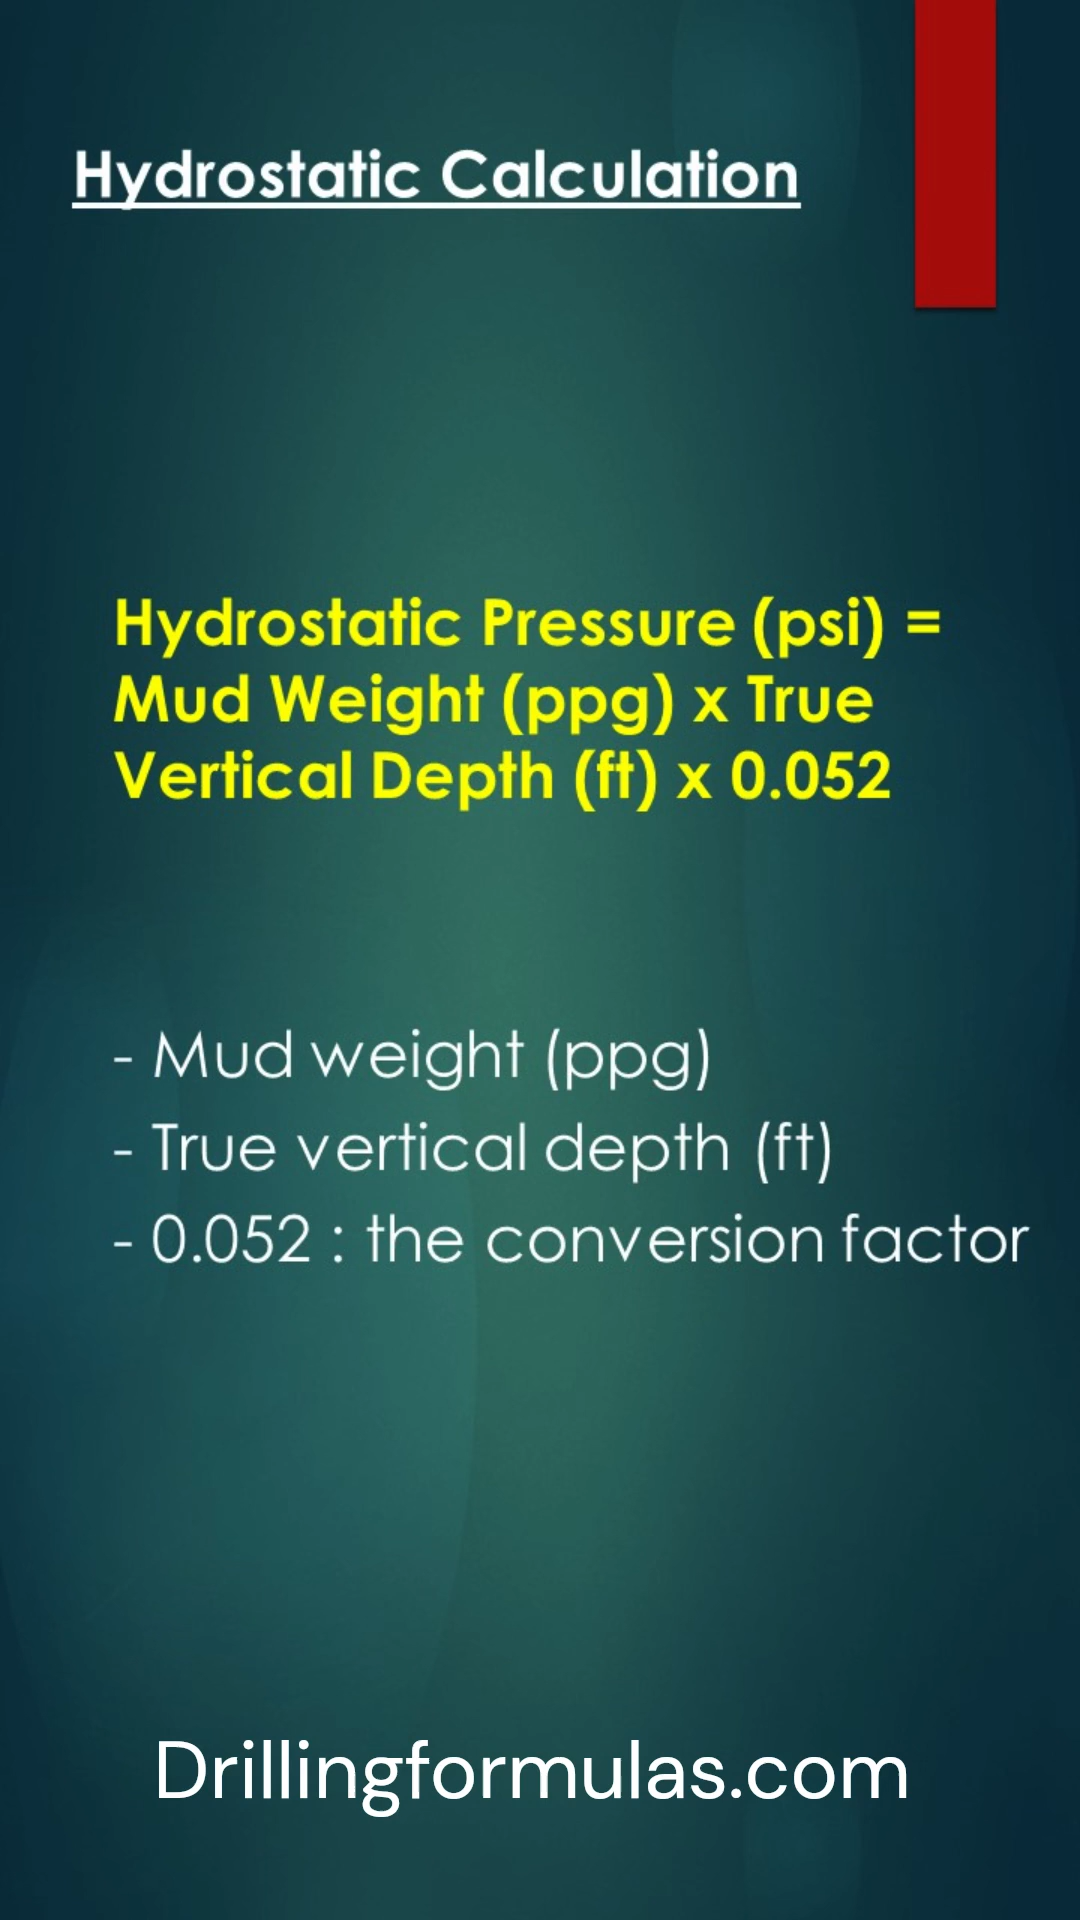 Hydrostatic Calculation
Hydrostatic Pressure (psi) =
Mud Weight (ppg) x True
Vertical Depth (ft) x 0.052
- Mud weight (ppg)
- True vertical depth (ft)
- 0.052 : the conversion factor
Drillingformulas.com